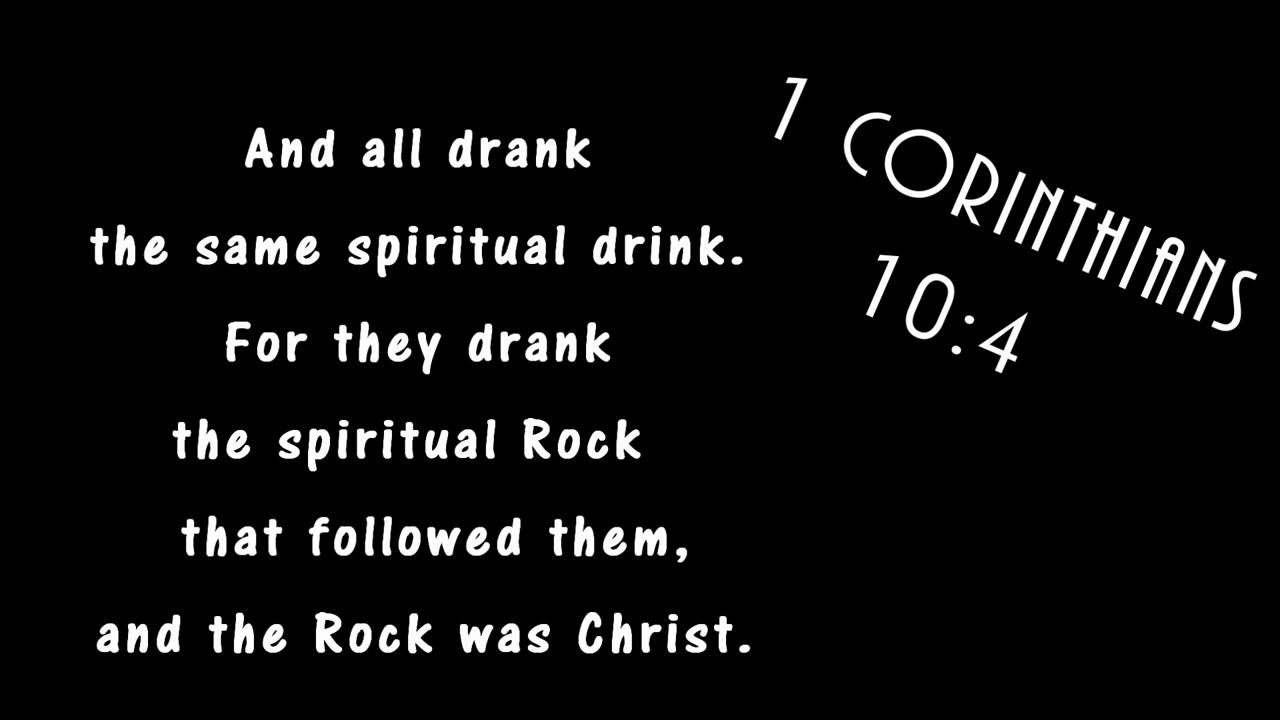 And all drank
the same spiritual drink.
For they drank
the spiritual Rock
that followed them,
and the Rock was Christ.
1 CORINTHIANS
10:4